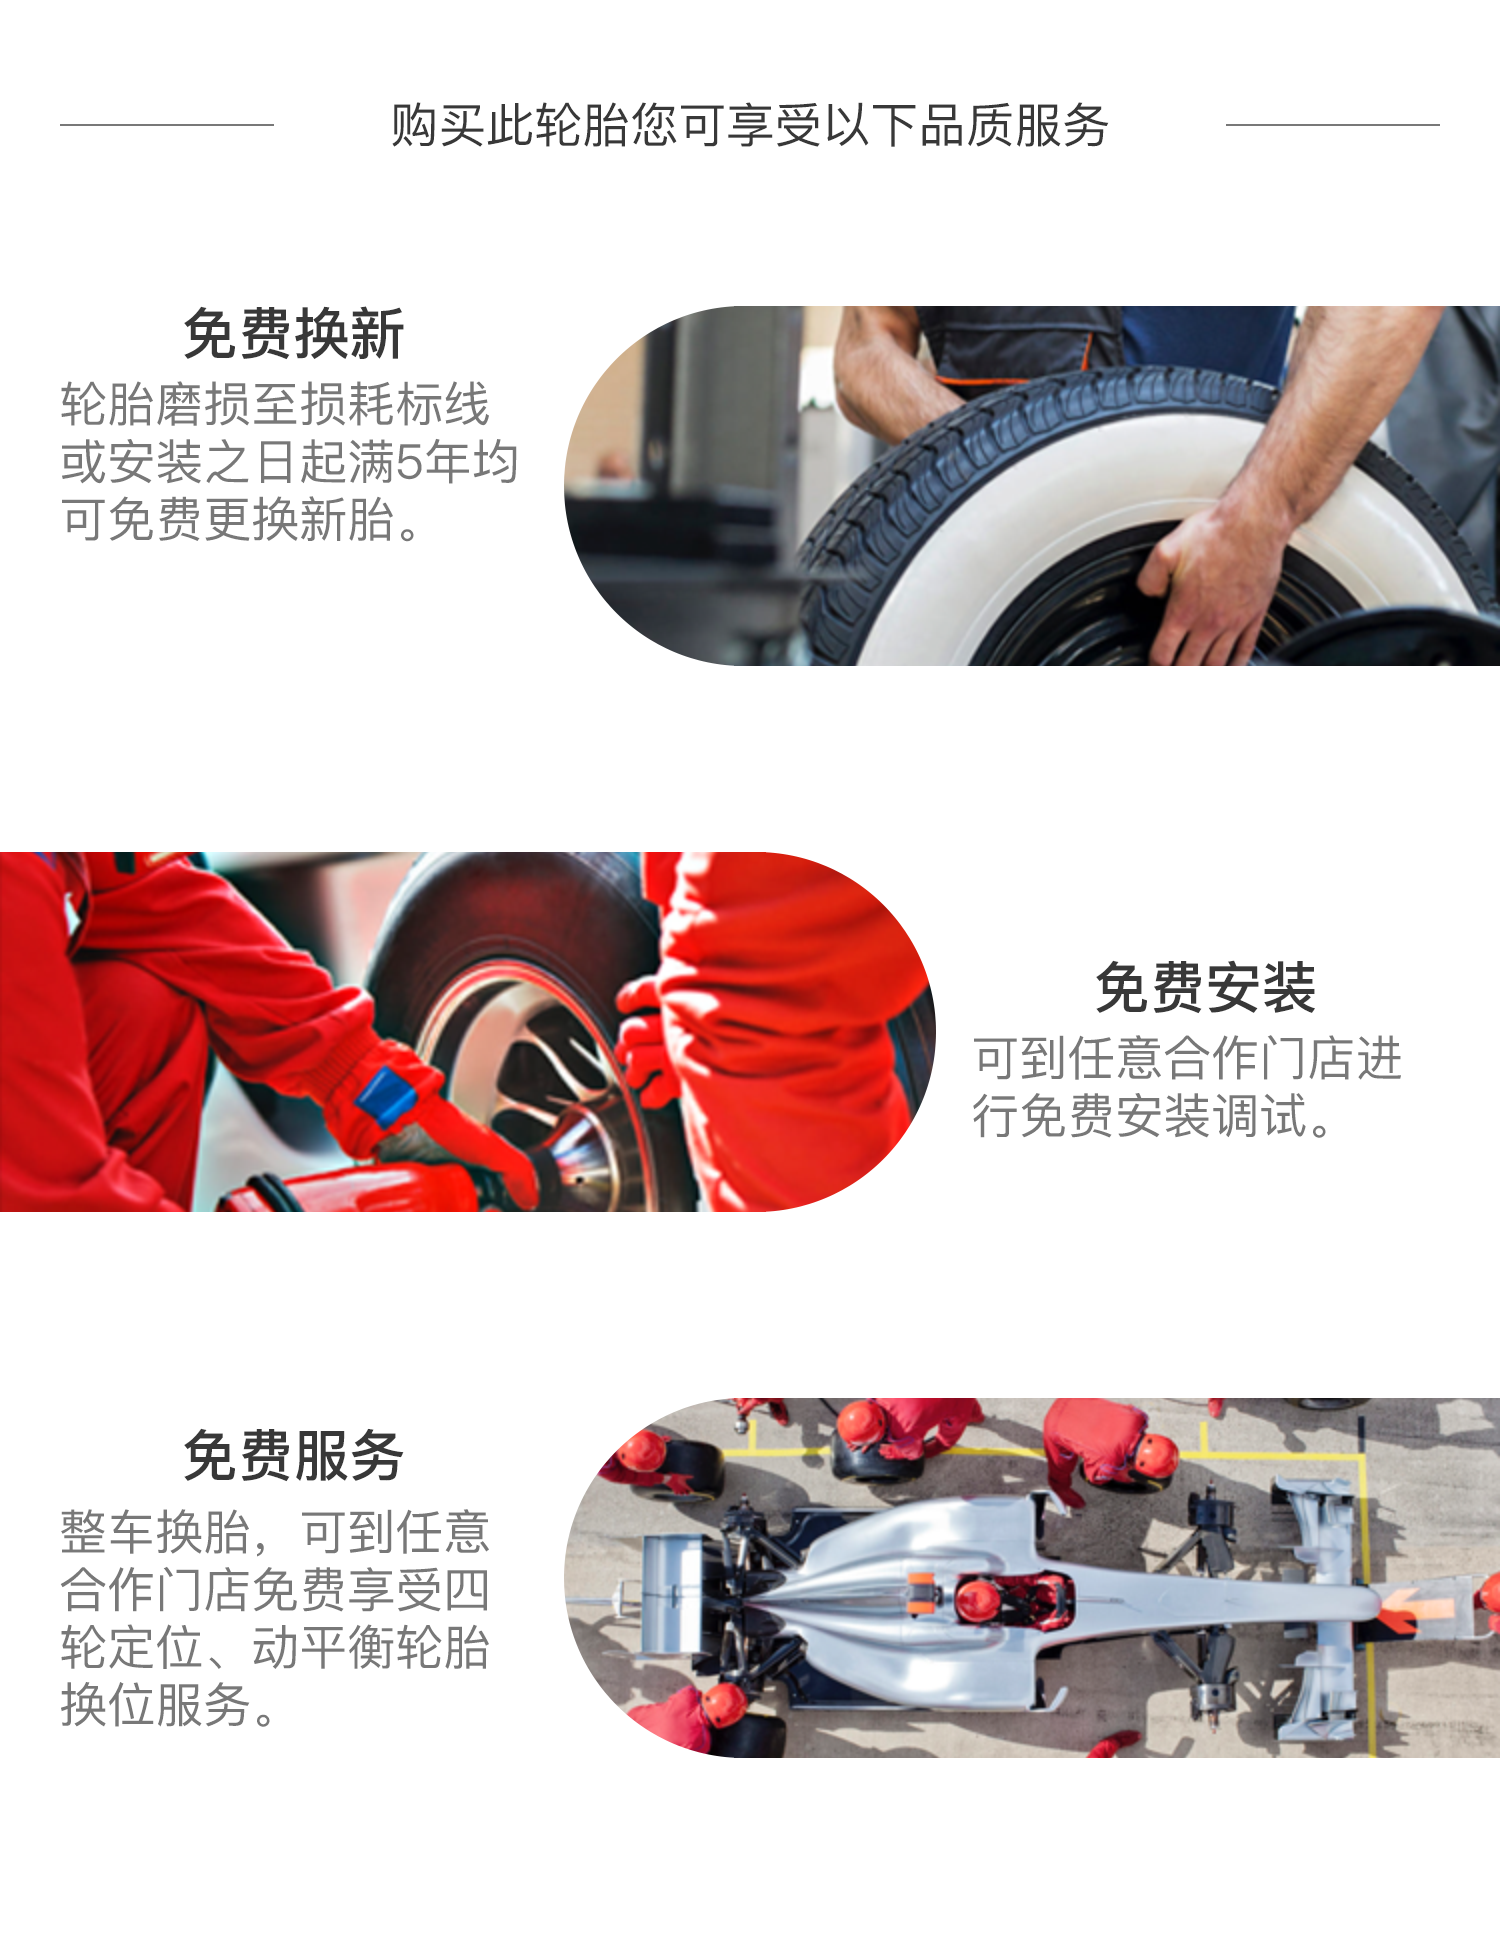 购买此轮胎您可享受以下品质服务
免费换新
轮胎磨损至损耗标线
或安装之日起满5年均
可免费更换新胎。
免费安装
可到任意合作门店进
行免费安装调试。
免费服务
整车换胎，可到任意
合作门店免费享受四
轮定位、动平衡轮胎
换位服务。